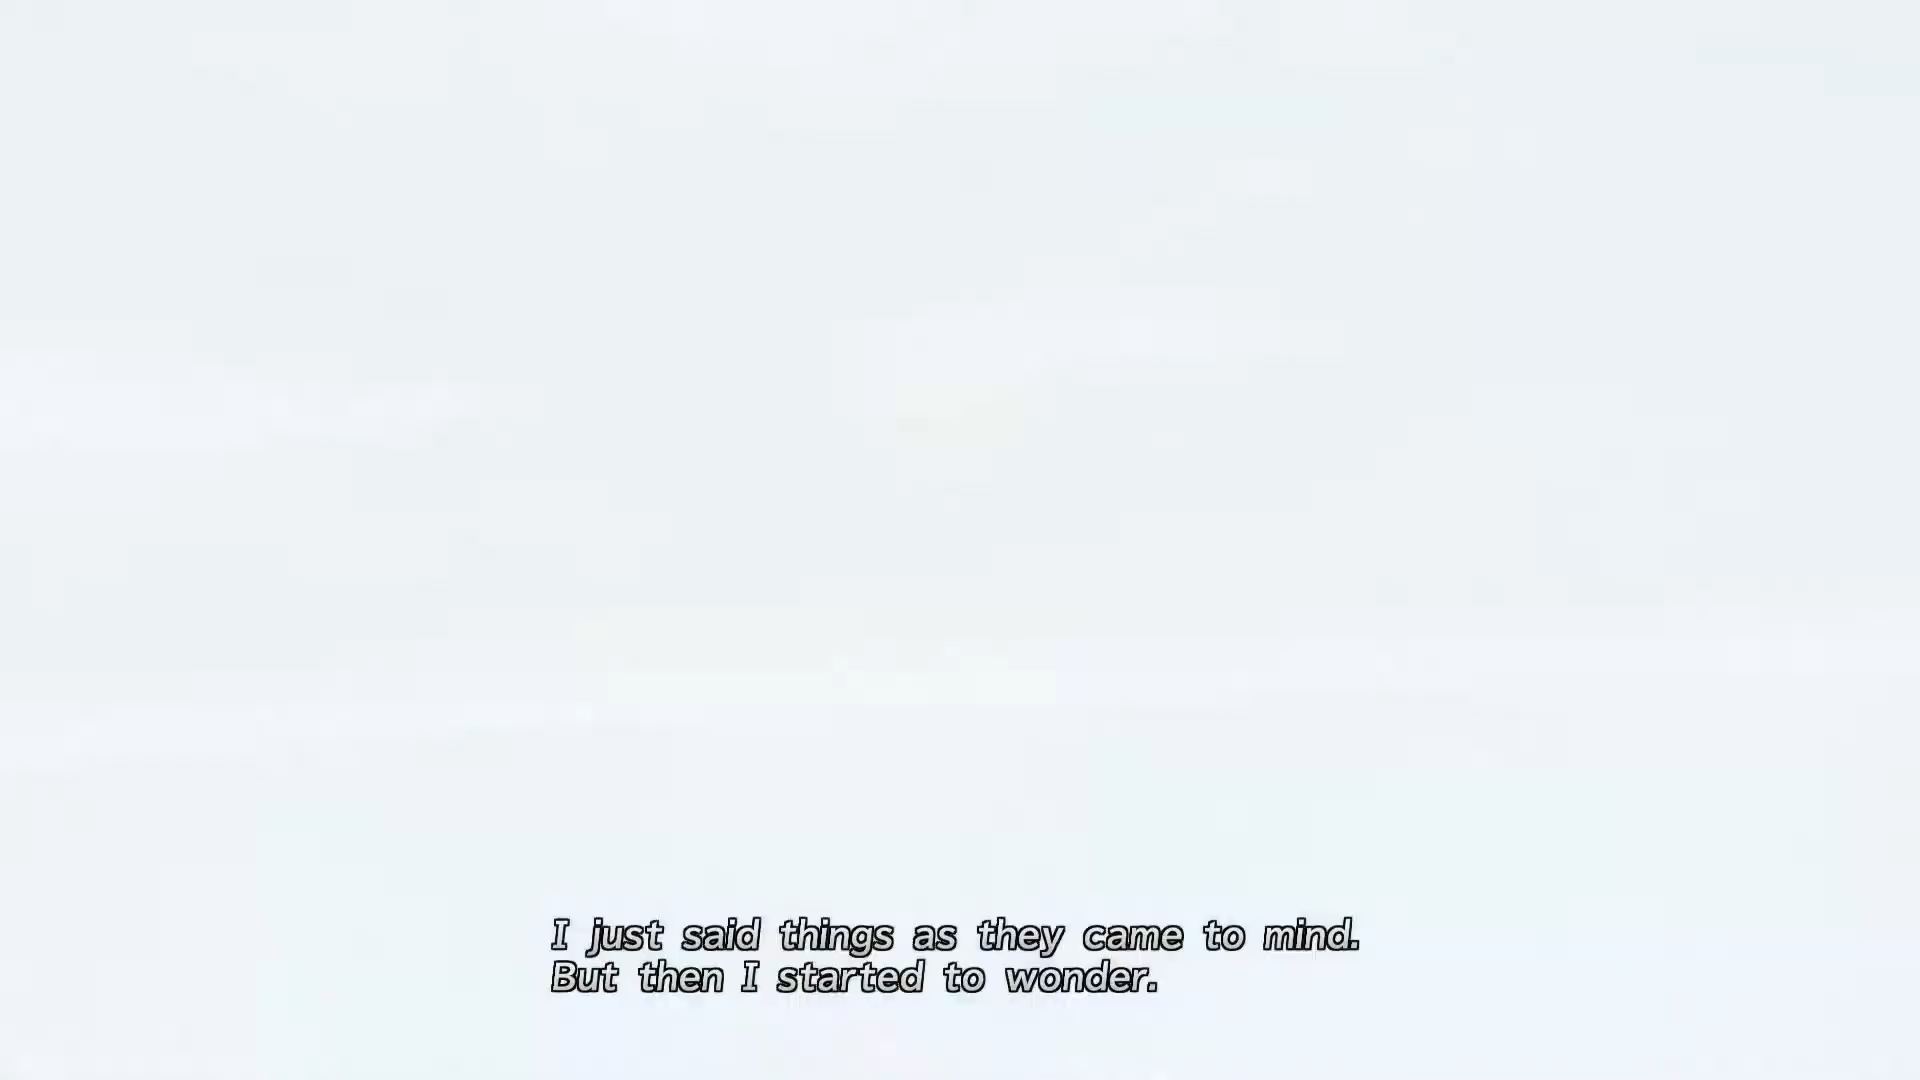 I just said things as they came to mind.
But then I started to wonder.